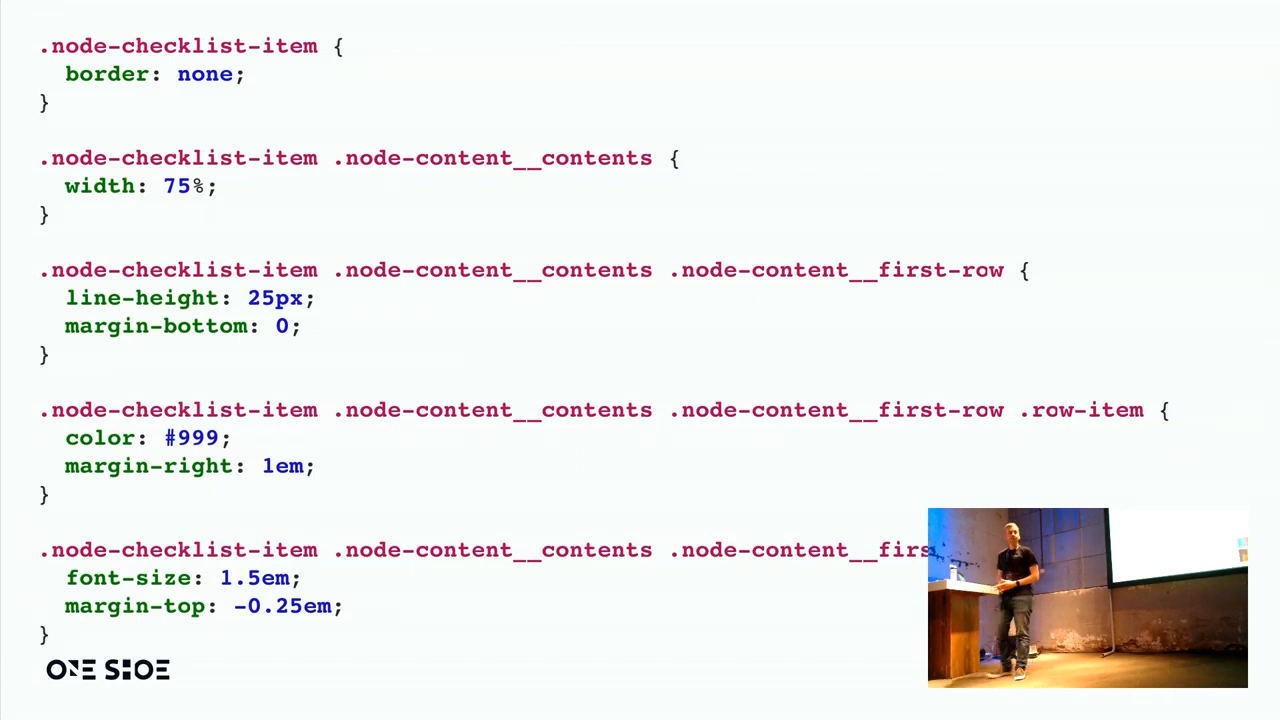 .node-checklist-item {
  border: none;
}
.node-checklist-item .node-content__contents {
  width: 75%;
}
.node-checklist-item .node-content__contents .node-content__first-row {
  line-height: 25px;
  margin-bottom: 0;
}
.node-checklist-item .node-content__contents .node-content__first-row .row-item {
  color: #999;
  margin-right: 1em;
}
.node-checklist-item .node-content__contents .node-content__firs
  font-size: 1.5em;
  margin-top: -0.25em;
}
ONE SHOE